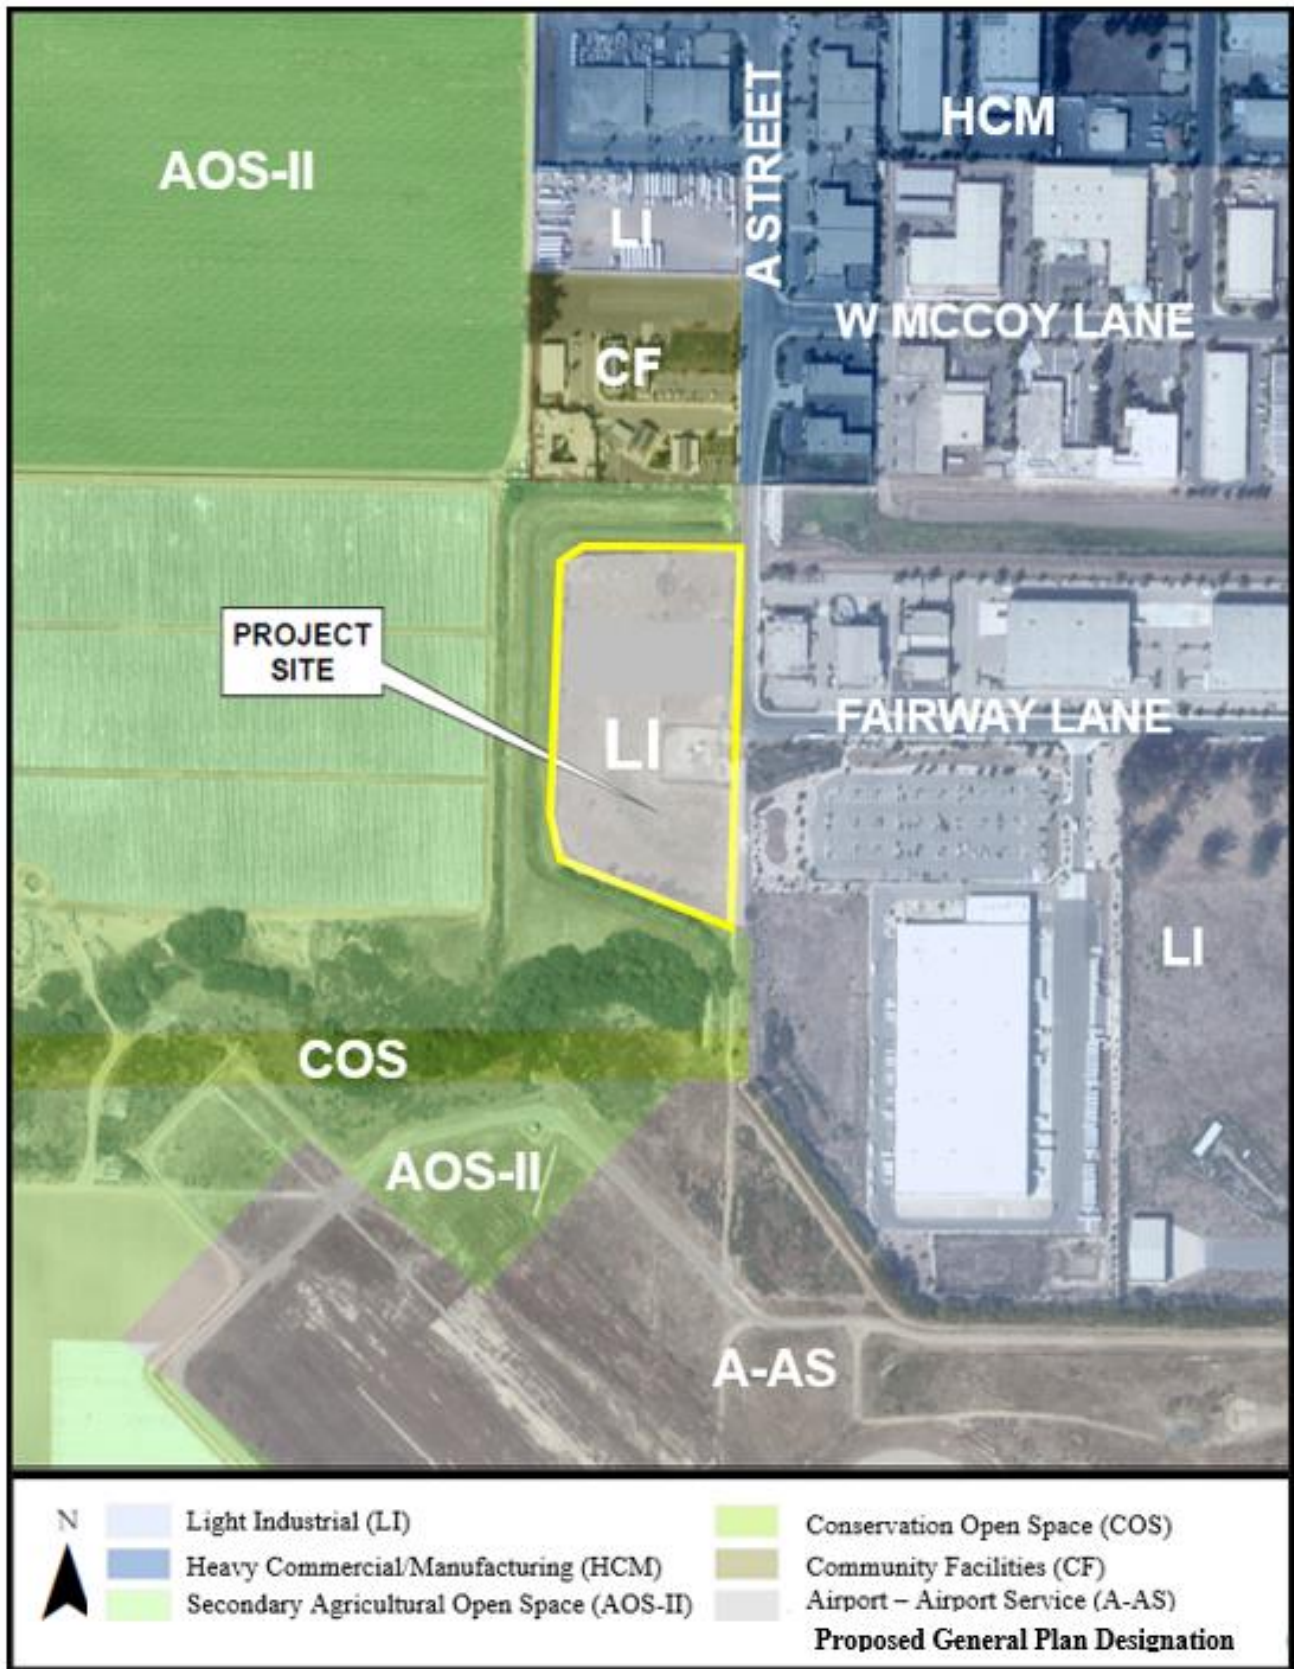 HCM
AOS-II
A STREET
LI
W MCCOY LANE
CF
PROJECT
SITE
LI
FAIRWAY LANE
LI
COS
AOS-II
A-AS
N
Light Industrial (LI)
Heavy Commercial/Manufacturing (HCM)
Secondary Agricultural Open Space (AOS-II)
Conservation Open Space (COS)
Community Facilities (CF)
Airport – Airport Service (A-AS)
Proposed General Plan Designation